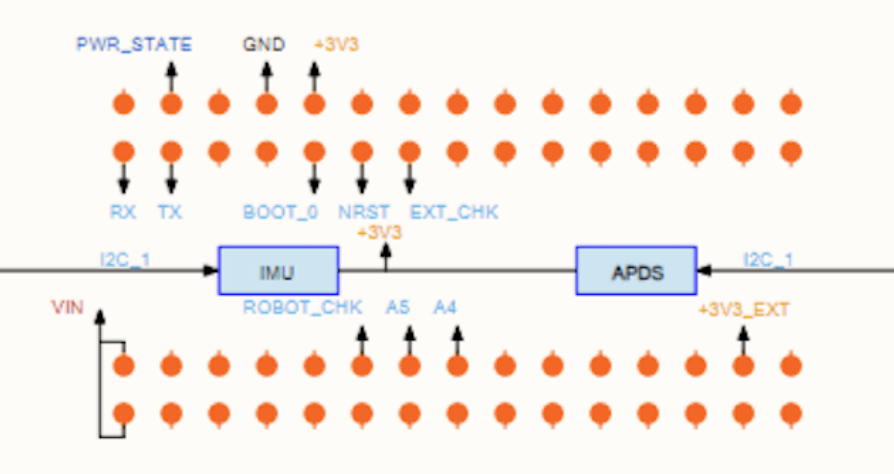 PWR_STATE GND +3V3
RX TX BOOT_0 NRST EXT_CHK
+3V3
I2C_1 IMU APDS I2C_1
VIN ROBOT_CHK A5 A4 +3V3_EXT